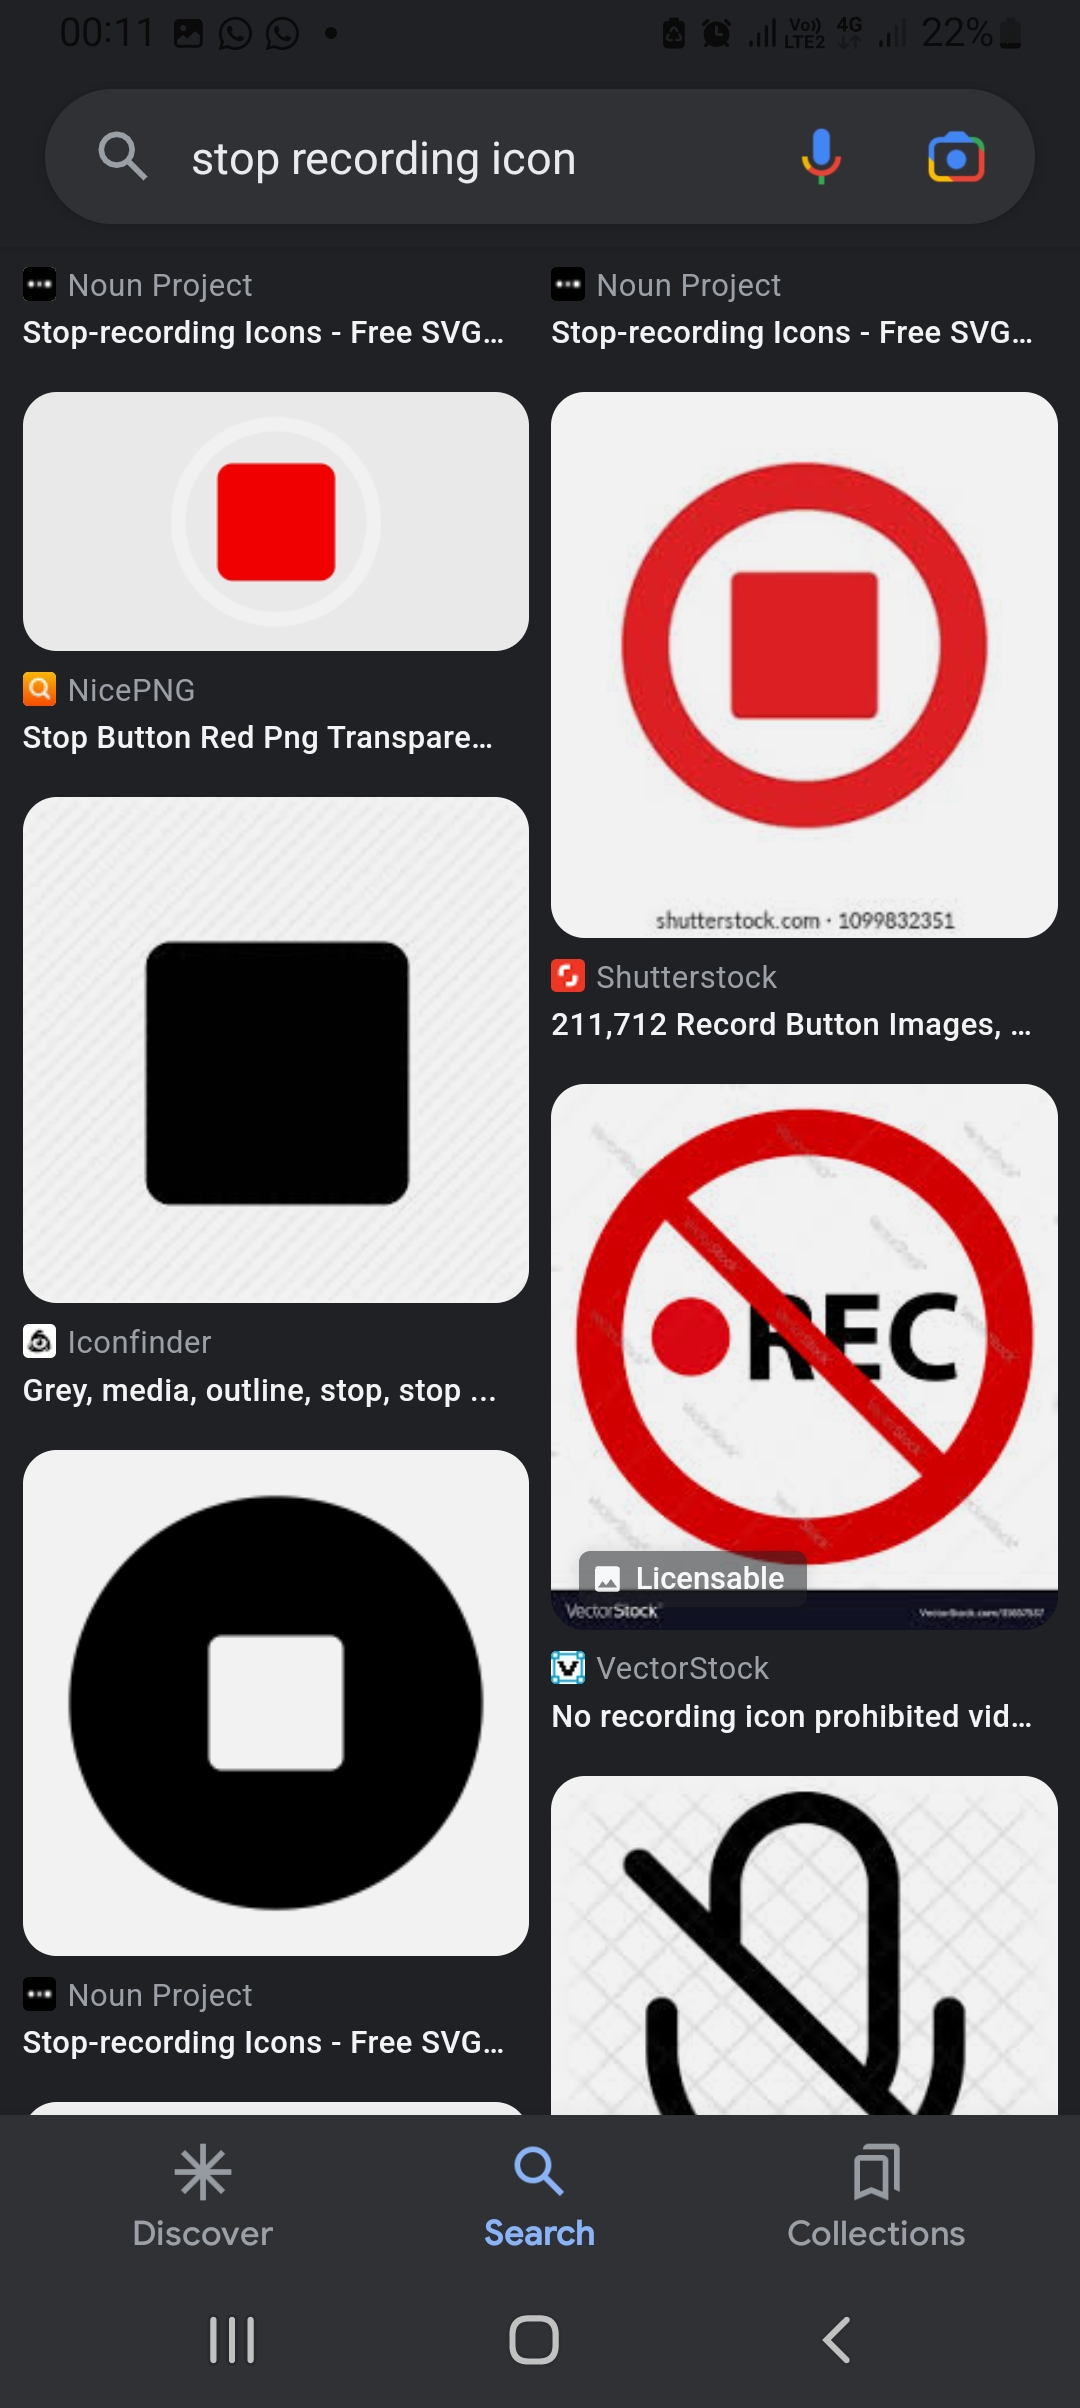 00:11
Vo))
LTE2
4G
22%
stop recording icon
Noun Project
Stop-recording Icons - Free SVG...
Noun Project
Stop-recording Icons - Free SVG...
NicePNG
Stop Button Red Png Transpare...
shutterstock.com · 1099832351
Shutterstock
211,712 Record Button Images, ...
Iconfinder
Grey, media, outline, stop, stop ...
REC
Licensable
VectorStock
VectorStock
No recording icon prohibited vid...
Noun Project
Stop-recording Icons - Free SVG...
Discover
Search
Collections